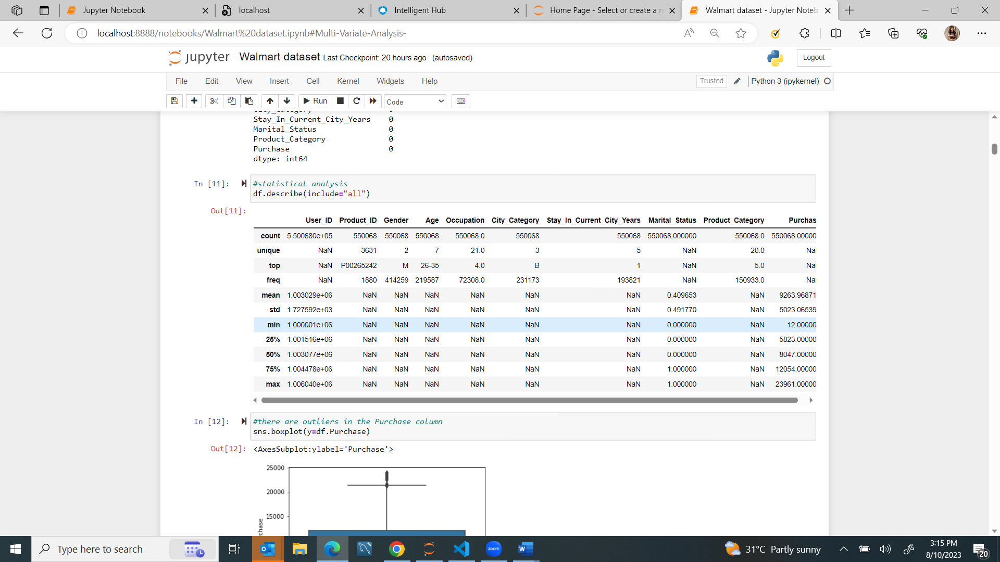 Jupyter Notebook
localhost
Intelligent Hub
Home Page - Select or create a n
Walmart dataset - Jupyter Noteb
localhost:8888/notebooks/Walmart%20dataset.ipynb#Multi-Variate-Analysis-
jupyter Walmart dataset Last Checkpoint: 20 hours ago (autosaved)
Logout
File Edit View Insert Cell Kernel Widgets Help
Trusted
Python 3 (ipykernel)
Run
Code
Stay_In_Current_City_Years 0
Marital_Status 0
Product_Category 0
Purchase 0
dtype: int64
In [11]:
#statistical analysis
df.describe(include="all")
Out[11]:
User_ID Product_ID Gender Age Occupation City_Category Stay_In_Current_City_Years Marital_Status Product_Category Purchas
count 5.500680e+05 550068 550068 550068 550068.0 550068 550068 550068.000000 550068.0 550068.00000
unique NaN 3631 2 7 21.0 3 5 NaN 20.0 Na
top NaN P00265242 M 26-35 4.0 B 1 NaN 5.0 Na
freq NaN 1880 414259 219587 72308.0 231173 193821 NaN 150933.0 Na
mean 1.003029e+06 NaN NaN NaN NaN NaN NaN 0.409653 NaN 9263.96871
std 1.727592e+03 NaN NaN NaN NaN NaN NaN 0.491770 NaN 5023.06539
min 1.000001e+06 NaN NaN NaN NaN NaN NaN 0.000000 NaN 12.00000
25% 1.001516e+06 NaN NaN NaN NaN NaN NaN 0.000000 NaN 5823.00000
50% 1.003077e+06 NaN NaN NaN NaN NaN NaN 0.000000 NaN 8047.00000
75% 1.004478e+06 NaN NaN NaN NaN NaN NaN 1.000000 NaN 12054.00000
max 1.006040e+06 NaN NaN NaN NaN NaN NaN 1.000000 NaN 23961.00000
In [12]:
#there are outliers in the Purchase column
sns.boxplot(y=df.Purchase)
Out[12]:
<AxesSubplot:ylabel='Purchase'>
25000
20000
15000
chase
Type here to search
zoom
31°C Partly sunny
3:15 PM
8/10/2023
20